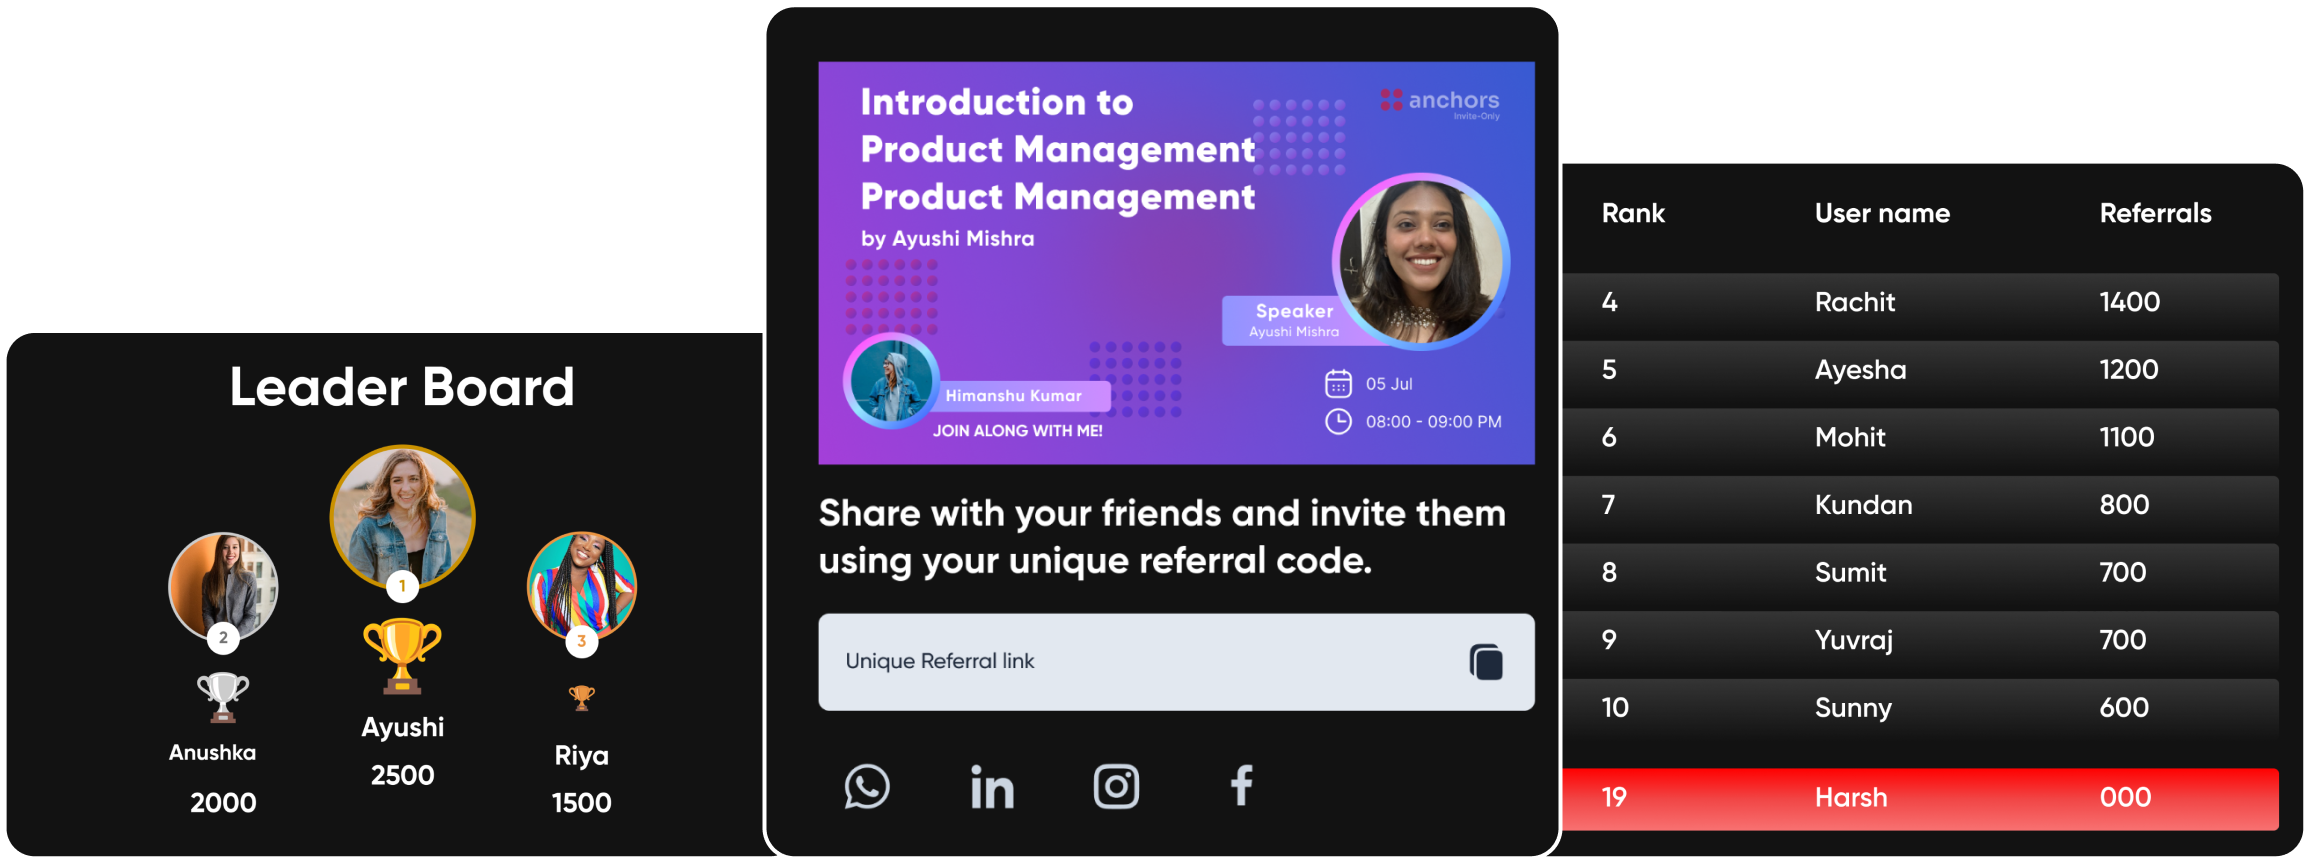 Leader Board
1
2
3
Ayushi
2500
Anushka
2000
Riya
1500
Introduction to
Product Management
Product Management
by Ayushi Mishra
anchors
Invite-Only
Speaker
Ayushi Mishra
Himanshu Kumar
JOIN ALONG WITH ME!
05 Jul
08:00 - 09:00 PM
Share with your friends and invite them
using your unique referral code.
Unique Referral link
in
f
Rank User name Referrals
4 Rachit 1400
5 Ayesha 1200
6 Mohit 1100
7 Kundan 800
8 Sumit 700
9 Yuvraj 700
10 Sunny 600
19 Harsh 000